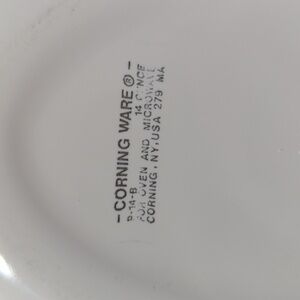 - CORNING WARE ® -
P-14-B 14 OUNCE
FOR OVEN AND MICROWAVE
CORNING, NY, USA 279 MA